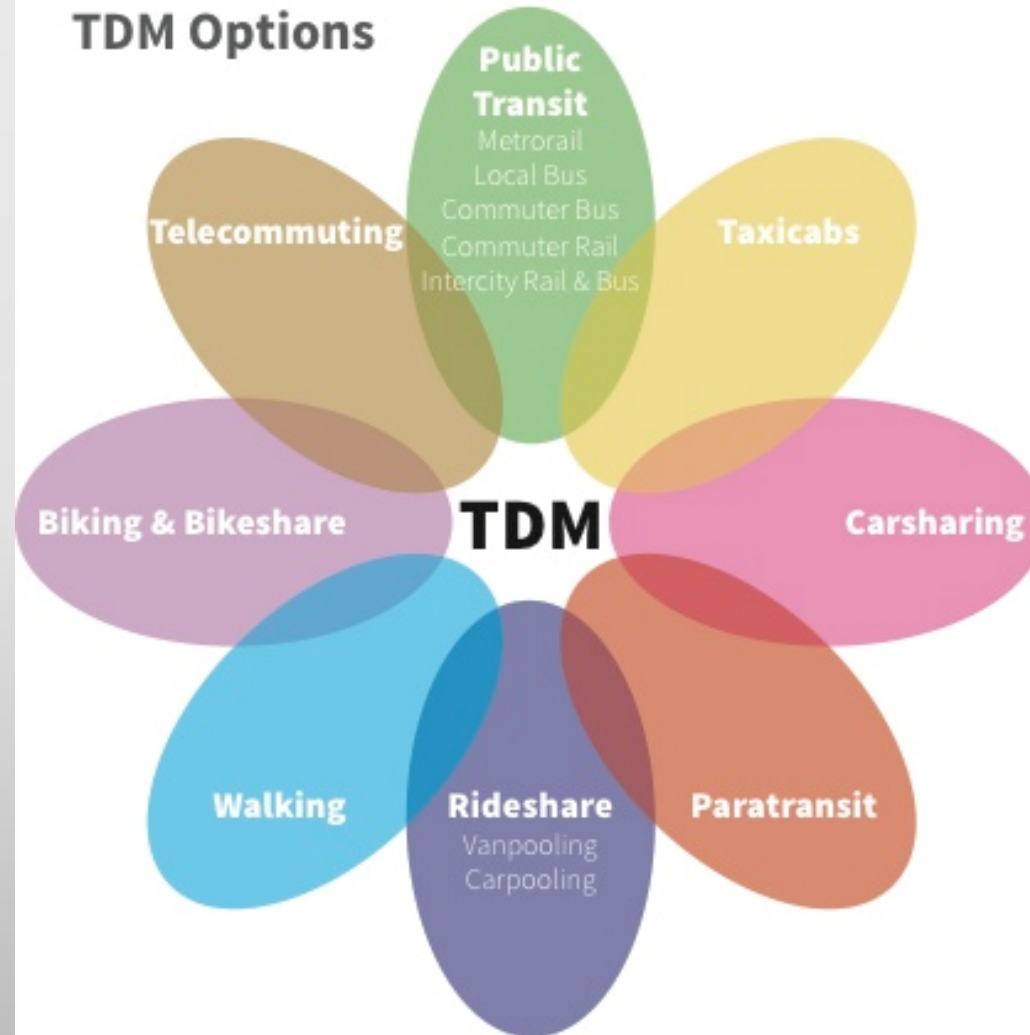 TDM Options
Public
Transit
Metrorail
Local Bus
Commuter Bus
Commuter Rail
Intercity Rail & Bus
Telecommuting
Taxicabs
Biking & Bikeshare
TDM
Carsharing
Walking
Rideshare
Vanpooling
Carpooling
Paratransit